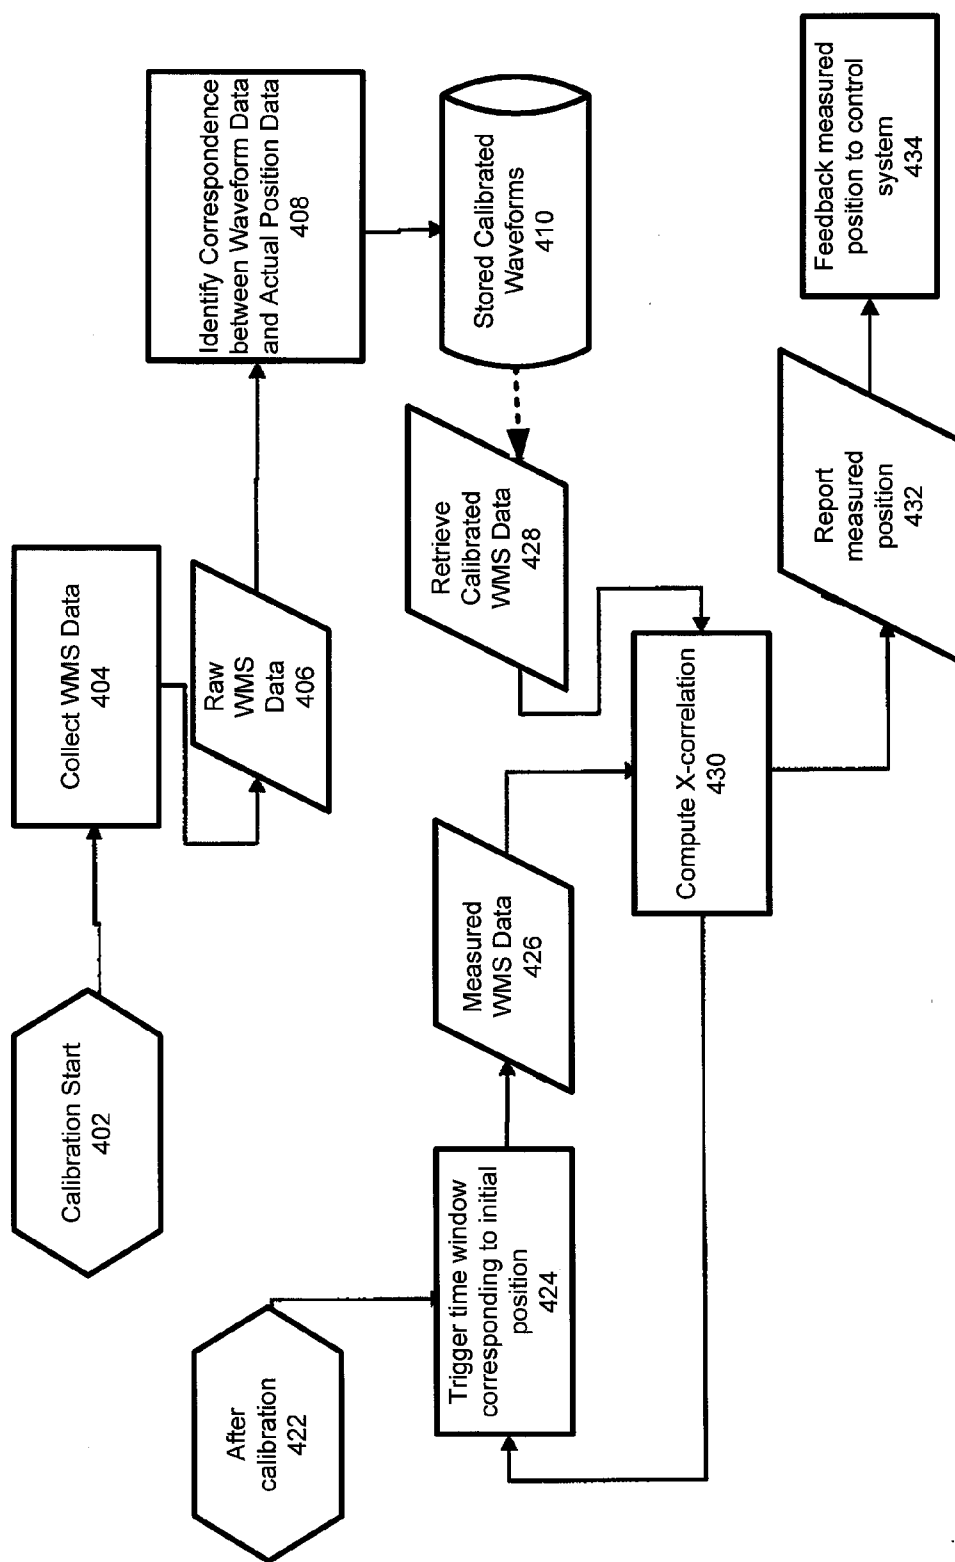 Calibration Start
402
Collect WMS Data
404
Raw
WMS
Data
406
Identify Correspondence
between Waveform Data
and Actual Position Data
408
Stored Calibrated
Waveforms
410
After
calibration
422
Trigger time window
corresponding to initial
position
424
Measured
WMS Data
426
Retrieve
Calibrated
WMS Data
428
Compute X-correlation
430
Report
measured
position
432
Feedback measured
position to control
system
434